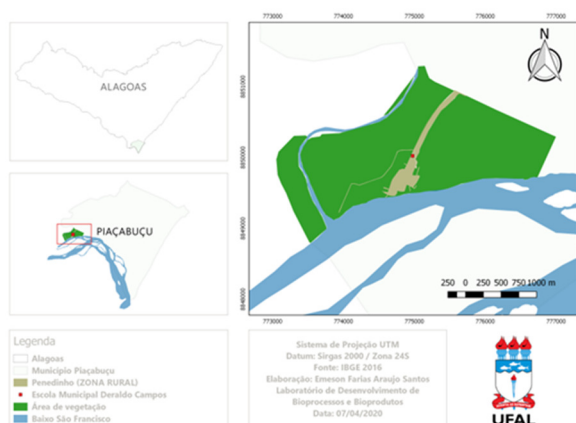 ALAGOAS
PIAÇABUÇU
773000 774000 775000 776000 777000
8851000
8850000
8849000
8848000
N
250 0 250 500 750 1000 m
773000 774000 775000 776000 777000
Legenda
Alagoas
Município Piaçabuçu
Penedinho (ZONA RURAL)
Escola Municipal Deraldo Campos
Área de vegetação
Baixo São Francisco
Sistema de Projeção UTM
Datum: Sirgas 2000 / Zona 24S
Fonte: IBGE 2016
Elaboração: Emeson Farias Araujo Santos
Laboratório de Desenvolvimento de
Bioprocessos e Bioprodutos
Data: 07/04/2020
UFAL